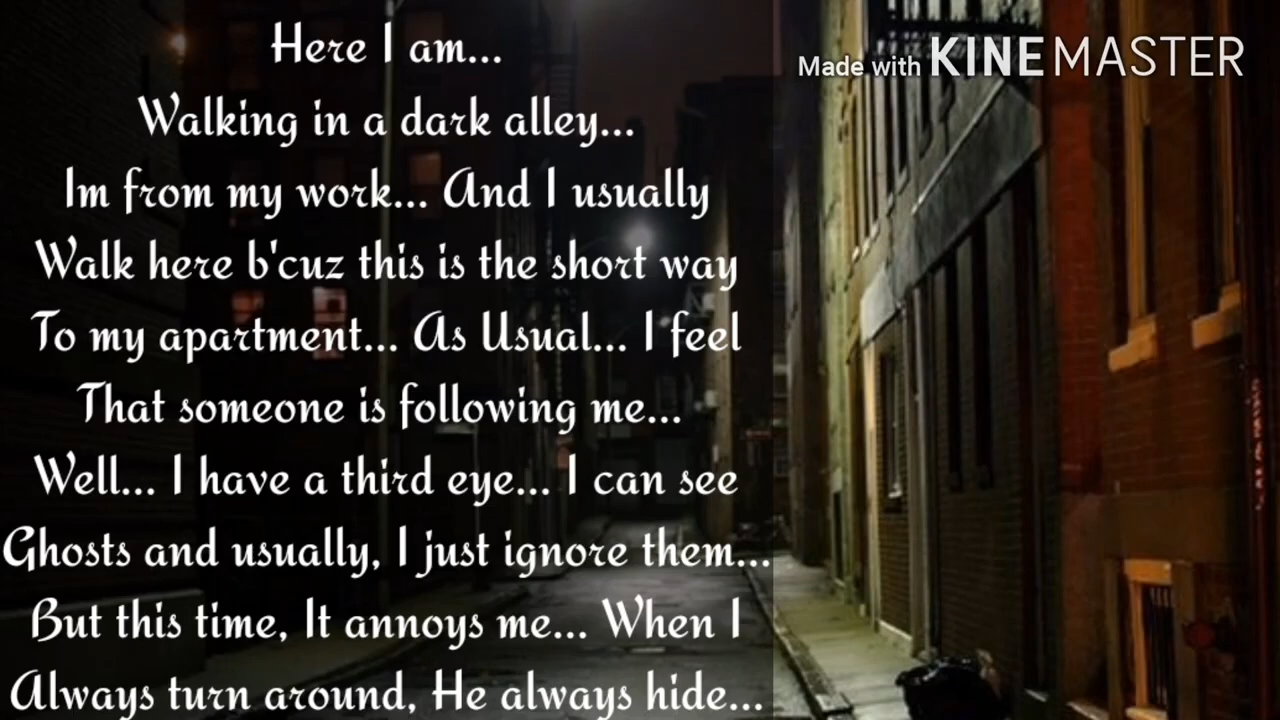 Here I am...
Made with KINEMASTER
Walking in a dark alley...
Im from my work... And I usually
Walk here b'cuz this is the short way
To my apartment... As Usual... I feel
That someone is following me...
Well... I have a third eye... I can see
Ghosts and usually, I just ignore them...
But this time, It annoys me... When I
Always turn around, He always hide...